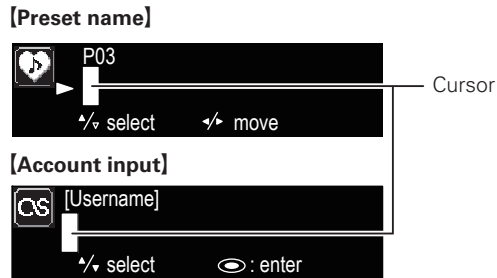 【Preset name】
P03
Cursor
select move
【Account input】
[Username]
select : enter